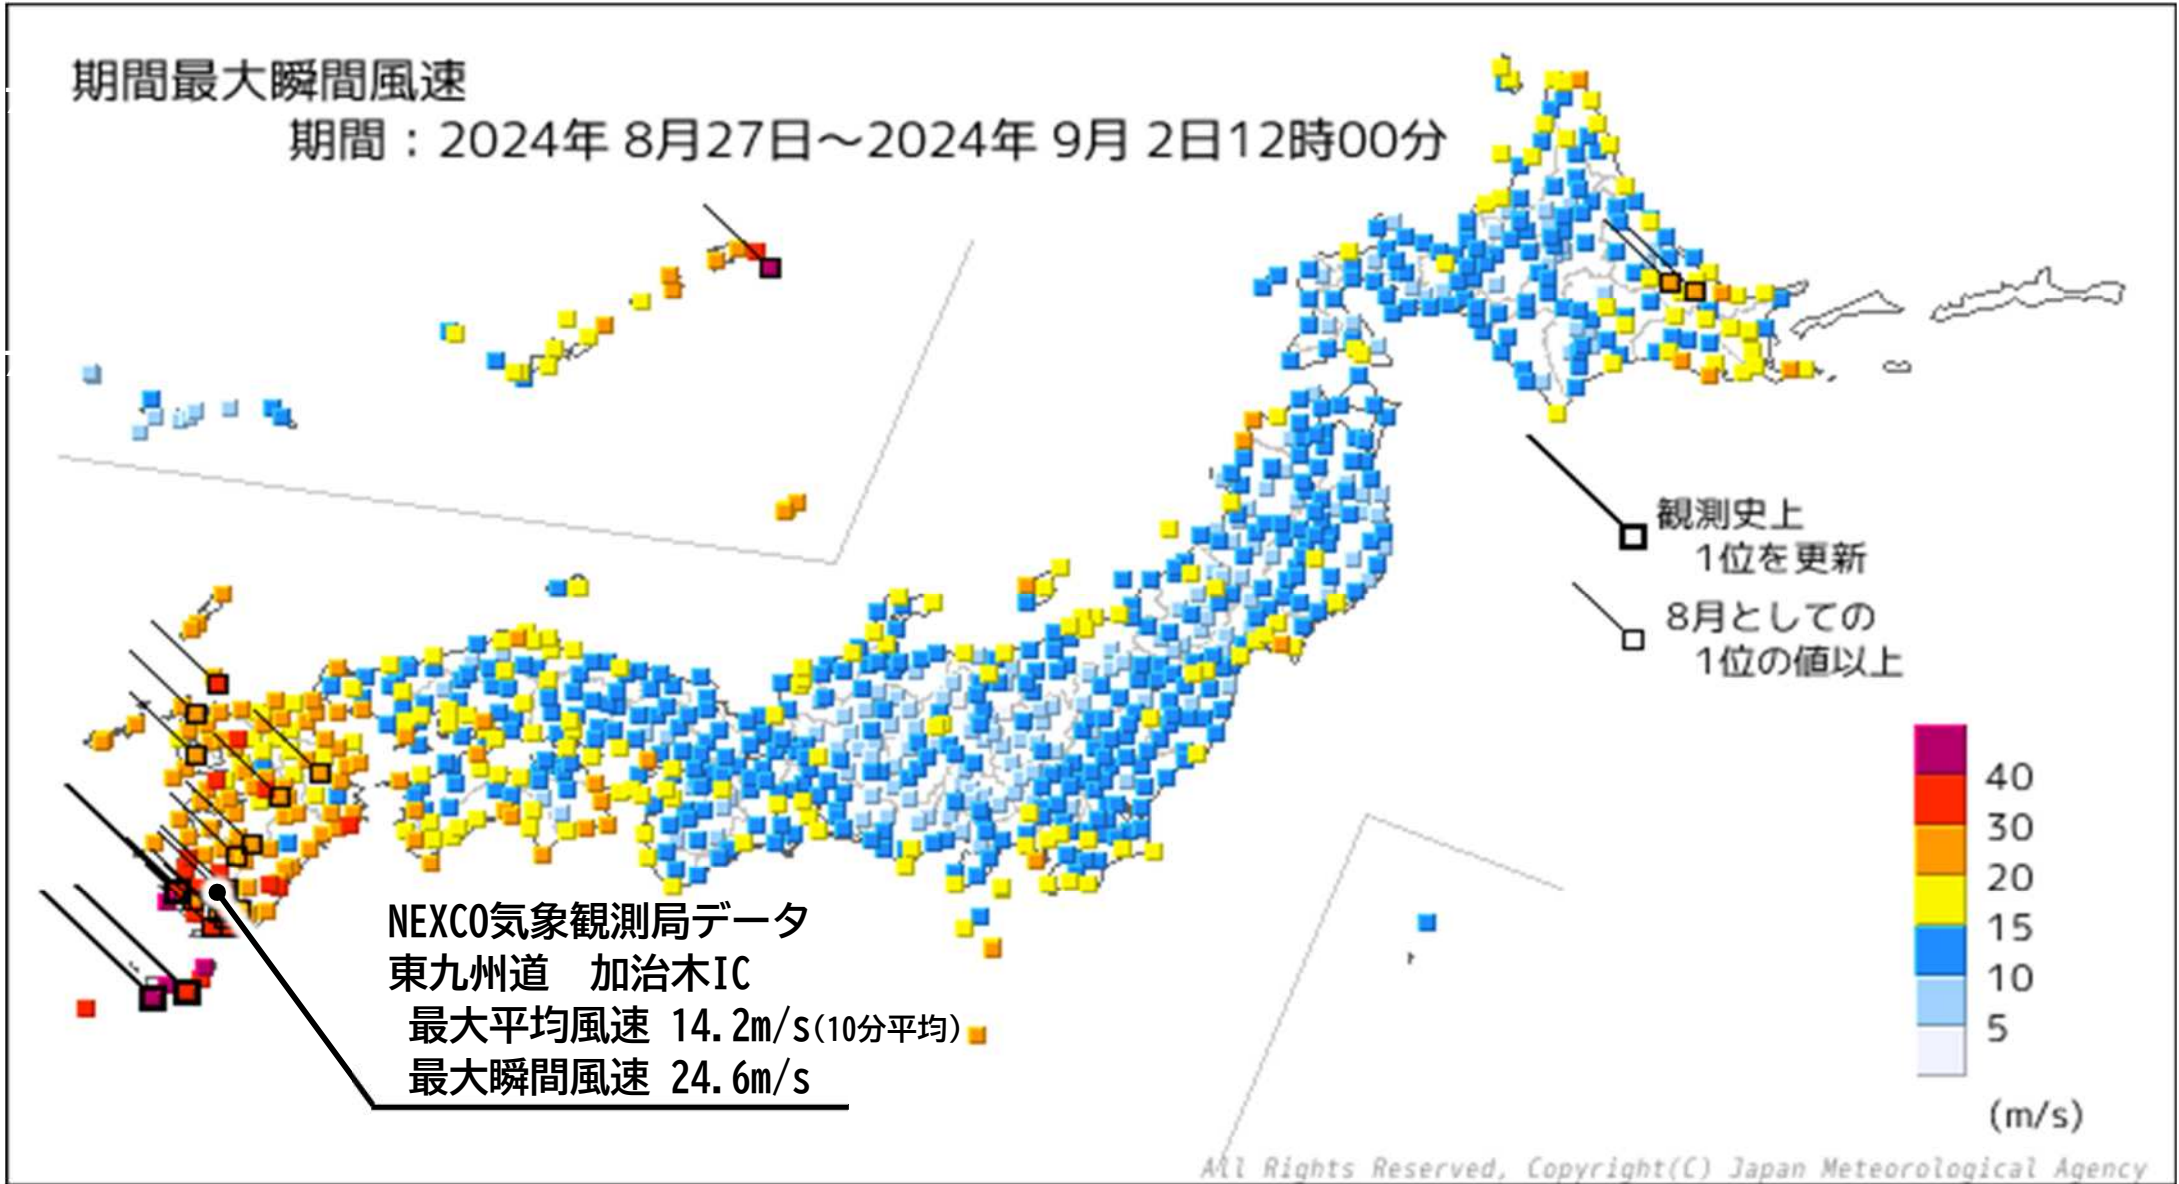 期間最大瞬間風速
期間：2024年 8月27日～2024年 9月 2日12時00分
観測史上
1位を更新
8月としての
1位の値以上
NEXCO気象観測局データ
東九州道　加治木IC
最大平均風速 14.2m/s(10分平均)
最大瞬間風速 24.6m/s
40
30
20
15
10
5
(m/s)
All Rights Reserved, Copyright(C) Japan Meteorological Agency